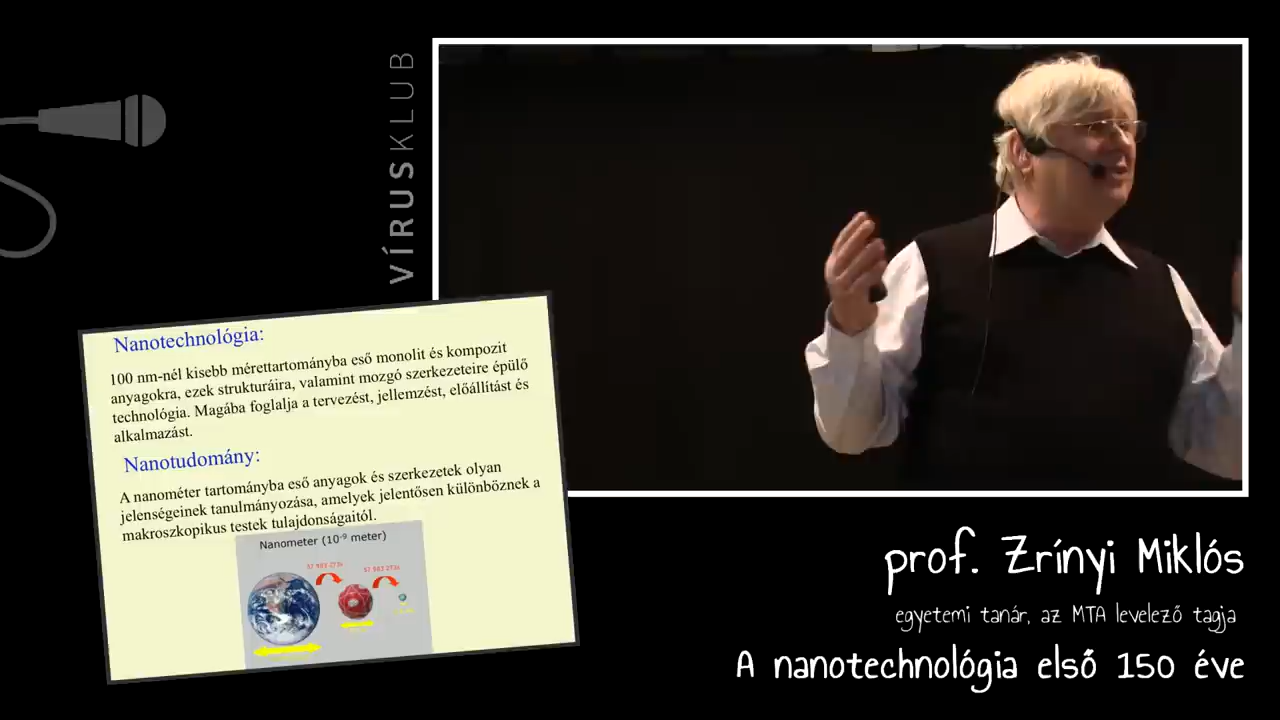 VÍRUSKLUB
Nanotechnológia:
100 nm-nél kisebb mérettartományba eső monolit és kompozit
anyagokra, ezek strukturáira, valamint mozgó szerkezeteire épülő
technológia. Magába foglalja a tervezést, jellemzést, előállítást és
alkalmazást.
Nanotudomány:
A nanométer tartományba eső anyagok és szerkezetek olyan
jelenségeinek tanulmányozása, amelyek jelentősen különböznek a
makroszkopikus testek tulajdonságaitól.
Nanometer (10⁻⁹ meter)
prof. Zrínyi Miklós
egyetemi tanár, az MTA levelező tagja
A nanotechnológia első 150 éve